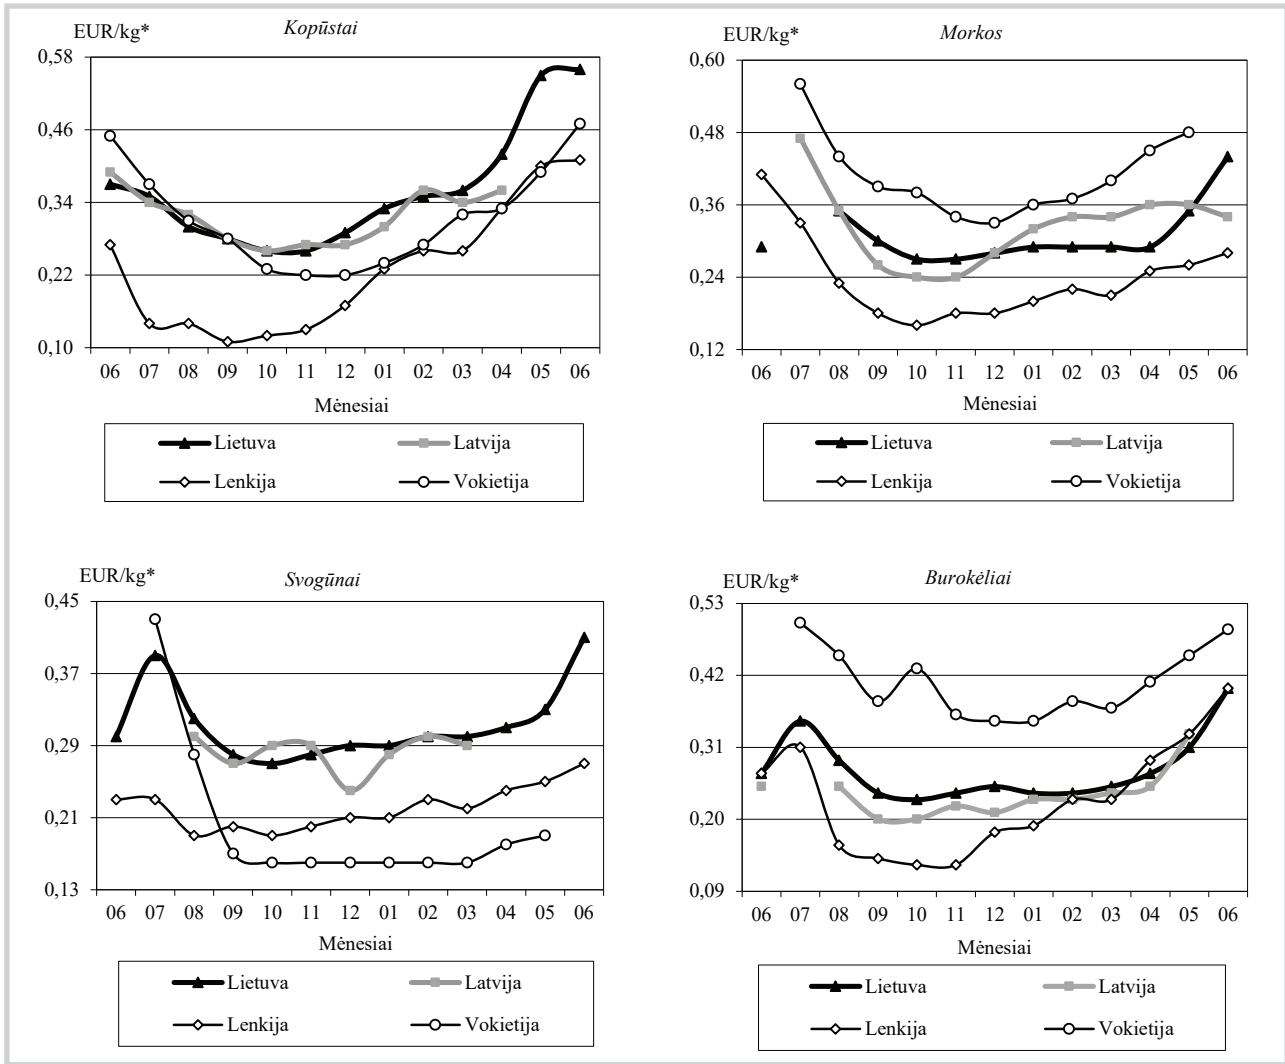 EUR/kg*
Kopūstai
0,58
0,46
0,34
0,22
0,10
06 07 08 09 10 11 12 01 02 03 04 05 06
Mėnesiai
Lietuva Latvija
Lenkija Vokietija
EUR/kg*
Morkos
0,60
0,48
0,36
0,24
0,12
06 07 08 09 10 11 12 01 02 03 04 05 06
Mėnesiai
Lietuva Latvija
Lenkija Vokietija
EUR/kg*
Svogūnai
0,45
0,37
0,29
0,21
0,13
06 07 08 09 10 11 12 01 02 03 04 05 06
Mėnesiai
Lietuva Latvija
Lenkija Vokietija
EUR/kg*
Burokėliai
0,53
0,42
0,31
0,20
0,09
06 07 08 09 10 11 12 01 02 03 04 05 06
Mėnesiai
Lietuva Latvija
Lenkija Vokietija